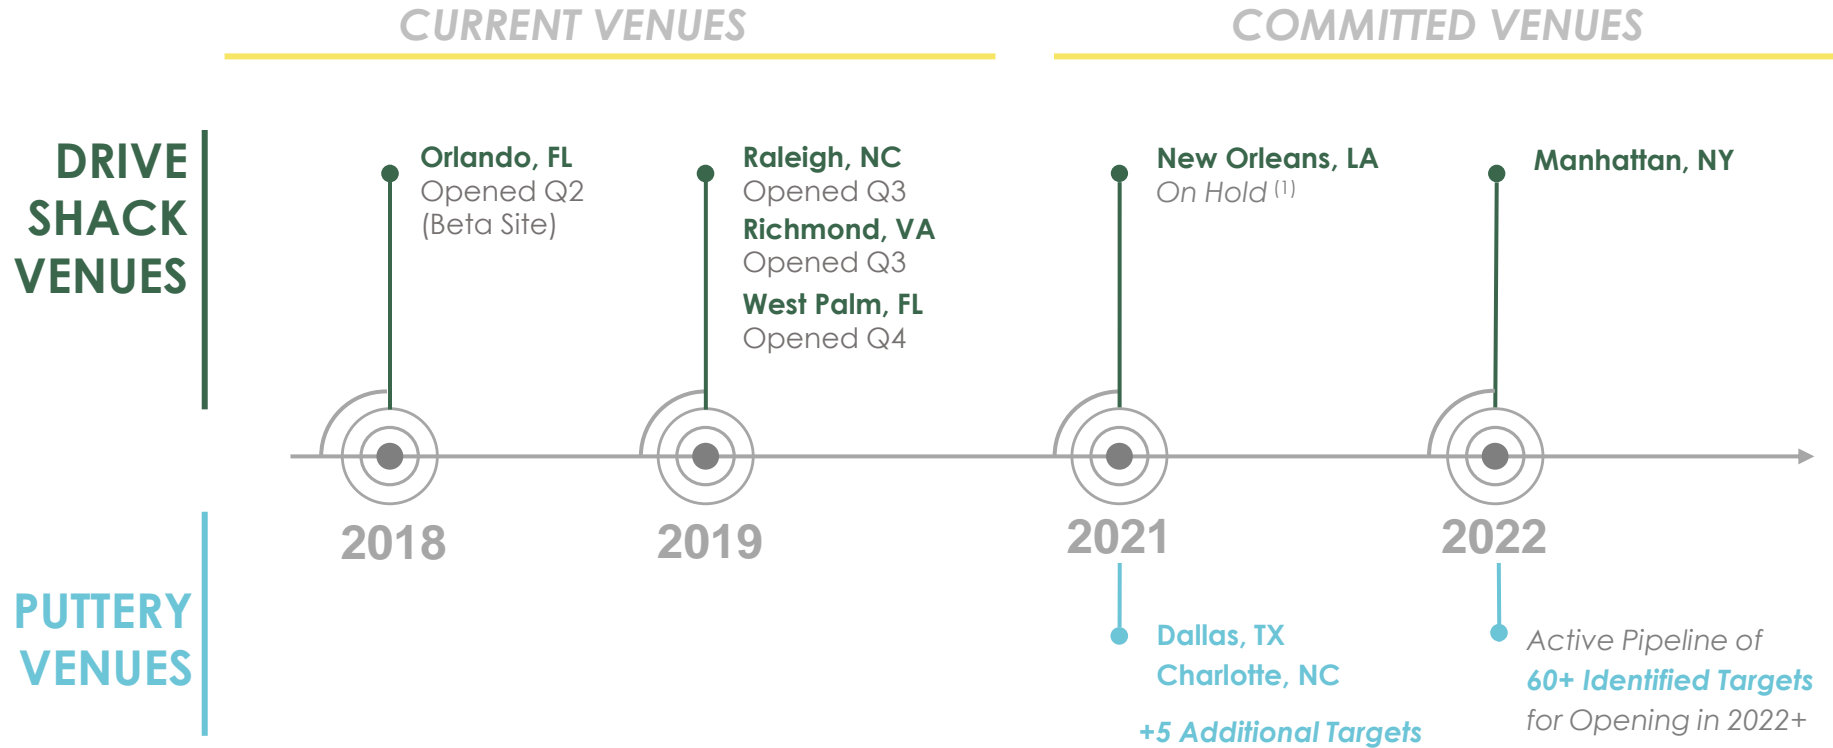 CURRENT VENUES
COMMITTED VENUES
DRIVE
SHACK
VENUES
Orlando, FL
Opened Q2
(Beta Site)
Raleigh, NC
Opened Q3
Richmond, VA
Opened Q3
West Palm, FL
Opened Q4
New Orleans, LA
On Hold (1)
Manhattan, NY
2018
2019
2021
2022
PUTTERY
VENUES
Dallas, TX
Charlotte, NC
+5 Additional Targets
Active Pipeline of
60+ Identified Targets
for Opening in 2022+